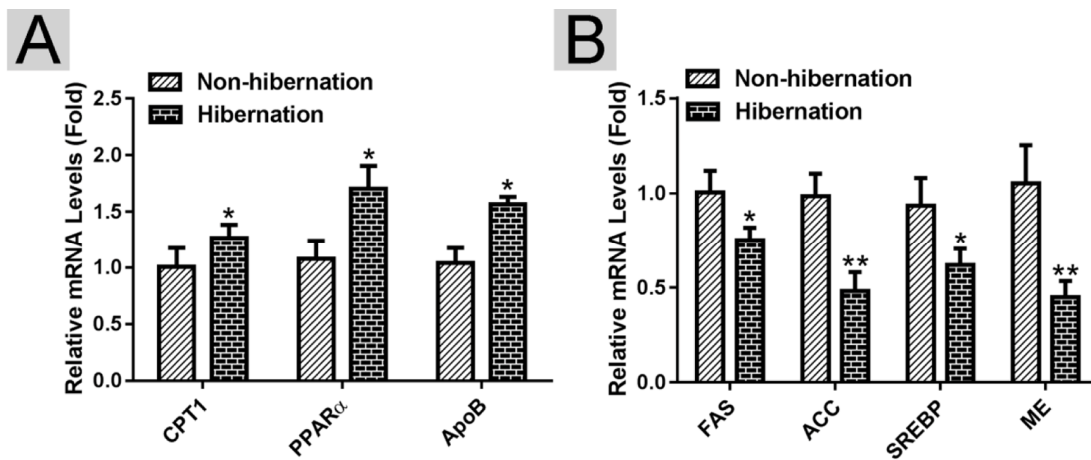 A
Non-hibernation
Hibernation
Relative mRNA Levels (Fold)
2.5
2.0
1.5
1.0
0.5
0.0
*
*
*
CPT1
PPARα
ApoB
B
Non-hibernation
Hibernation
Relative mRNA Levels (Fold)
1.5
1.0
0.5
0.0
*
**
*
**
FAS
ACC
SREBP
ME